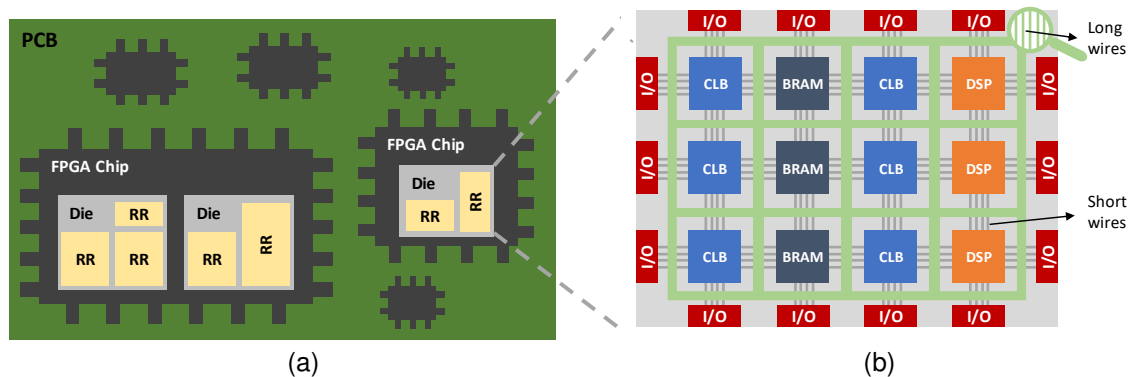 PCB
FPGA Chip
Die
RR
RR
RR
Die
RR
RR
FPGA Chip
Die
RR
RR
(a)
I/O I/O I/O I/O
Long
wires
I/O CLB BRAM CLB DSP I/O
I/O CLB BRAM CLB DSP I/O
Short
wires
I/O CLB BRAM CLB DSP I/O
I/O I/O I/O I/O
(b)